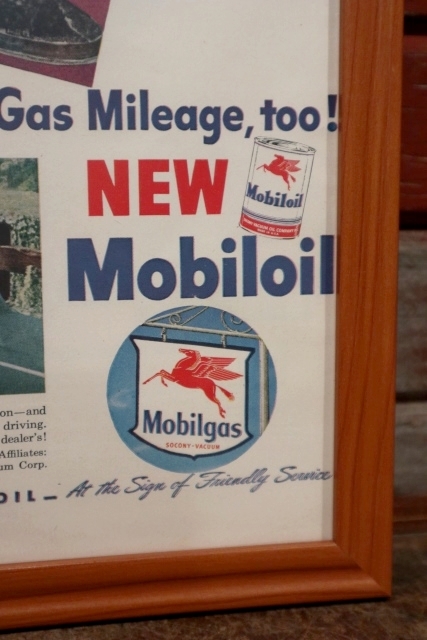 Gas Mileage, too!
NEW
Mobiloil
Mobiloil
Mobilgas
SOCONY-VACUUM
on—and
driving.
dealer's!
Affiliates:
um Corp.
OIL — At the Sign of Friendly Service